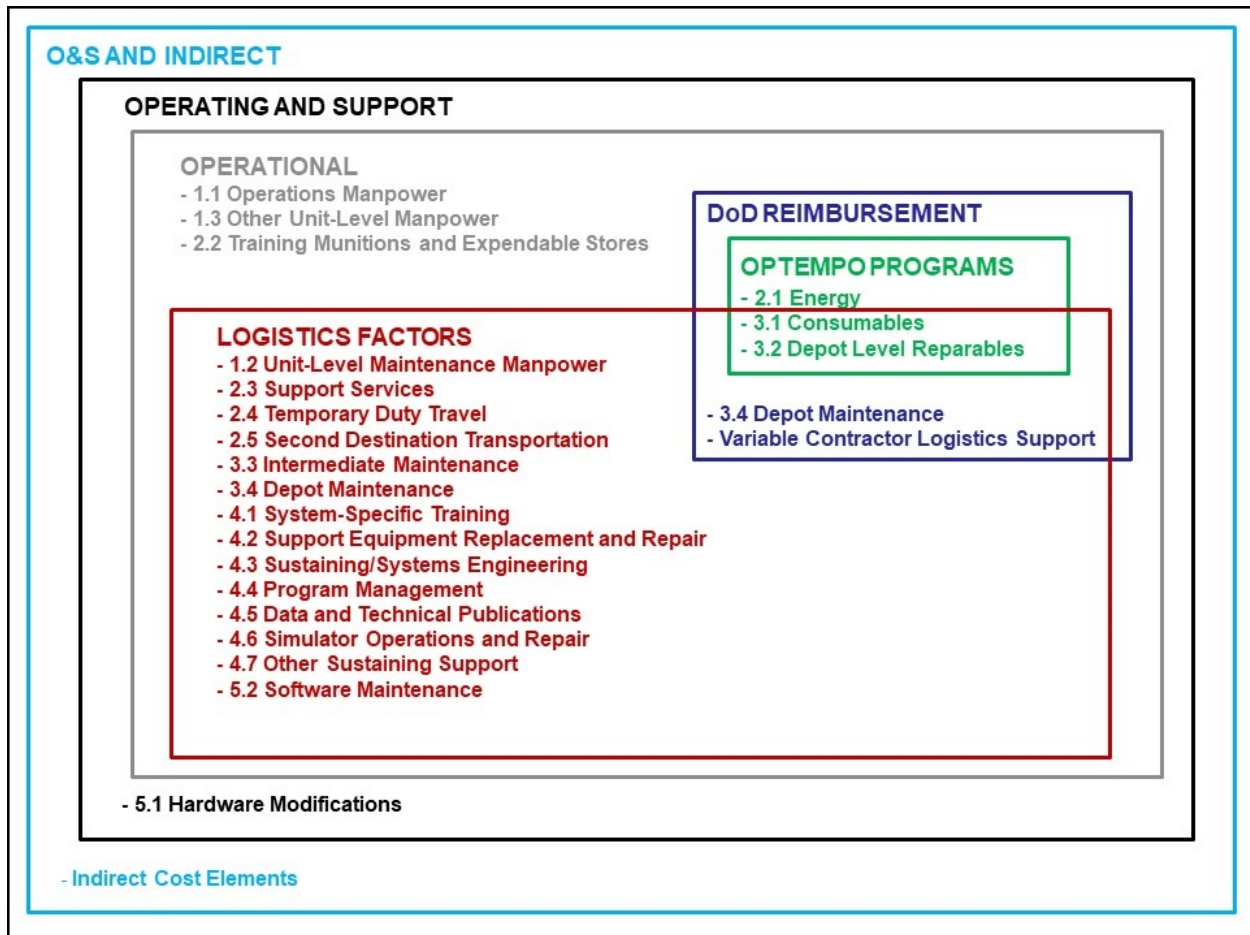 O&S AND INDIRECT
OPERATING AND SUPPORT
OPERATIONAL
- 1.1 Operations Manpower
- 1.3 Other Unit-Level Manpower
- 2.2 Training Munitions and Expendable Stores
DoD REIMBURSEMENT
OPTEMPO PROGRAMS
- 2.1 Energy
- 3.1 Consumables
- 3.2 Depot Level Reparables
- 3.4 Depot Maintenance
- Variable Contractor Logistics Support
LOGISTICS FACTORS
- 1.2 Unit-Level Maintenance Manpower
- 2.3 Support Services
- 2.4 Temporary Duty Travel
- 2.5 Second Destination Transportation
- 3.3 Intermediate Maintenance
- 3.4 Depot Maintenance
- 4.1 System-Specific Training
- 4.2 Support Equipment Replacement and Repair
- 4.3 Sustaining/Systems Engineering
- 4.4 Program Management
- 4.5 Data and Technical Publications
- 4.6 Simulator Operations and Repair
- 4.7 Other Sustaining Support
- 5.2 Software Maintenance
- 5.1 Hardware Modifications
- Indirect Cost Elements